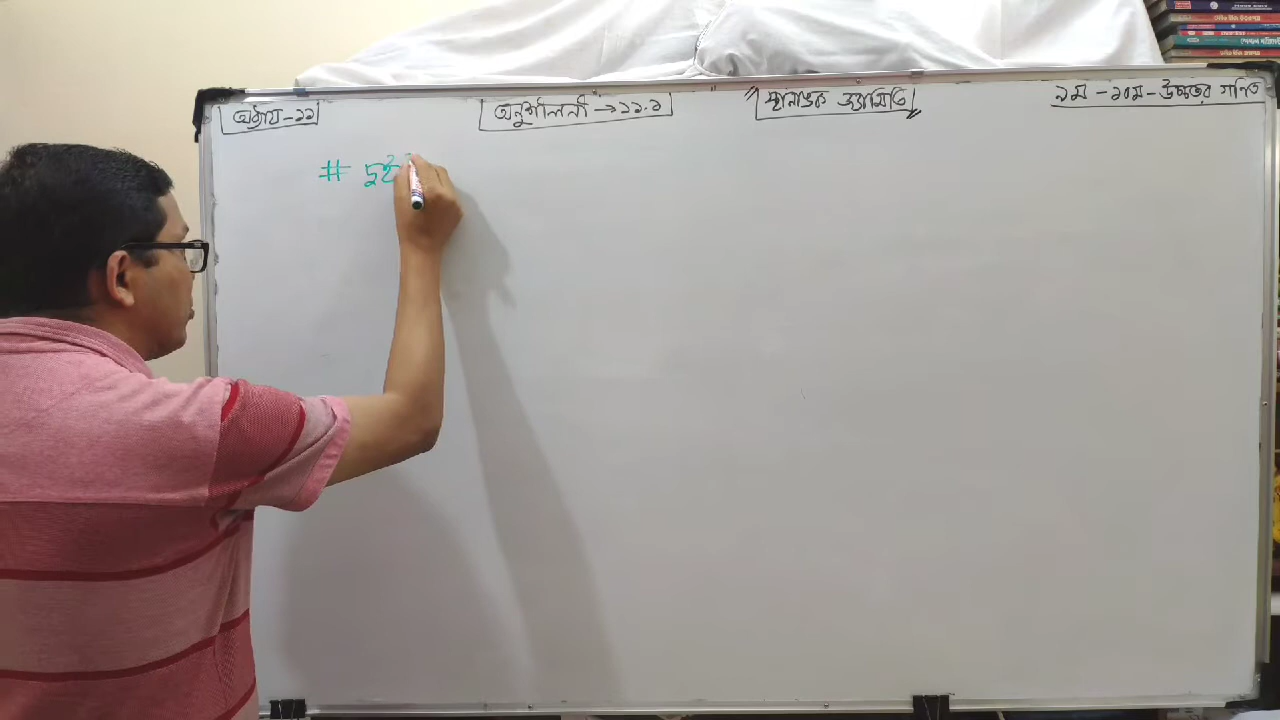 অধ্যায় -১১
অনুশীলনী → ১১.১
" স্থানাঙ্ক জ্যামিতি "
৯ম - ১০ম - উচ্চতর গণিত
# দুই